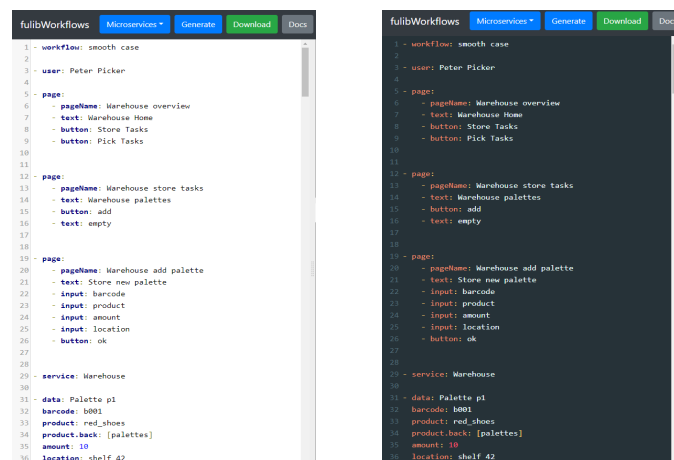 fulibWorkflows Microservices Generate Download Docs
1 - workflow: smooth case
2
3 - user: Peter Picker
4
5 - page:
6 - pageName: Warehouse overview
7 - text: Warehouse Home
8 - button: Store Tasks
9 - button: Pick Tasks
10
11
12 - page:
13 - pageName: Warehouse store tasks
14 - text: Warehouse palettes
15 - button: add
16 - text: empty
17
18
19 - page:
20 - pageName: Warehouse add palette
21 - text: Store new palette
22 - input: barcode
23 - input: product
24 - input: amount
25 - input: location
26 - button: ok
27
28
29 - service: Warehouse
30
31 - data: Palette p1
32 barcode: b001
33 product: red_shoes
34 product.back: [palettes]
35 amount: 10
36 location: shelf 42
fulibWorkflows Microservices Generate Download Doc
1 - workflow: smooth case
2
3 - user: Peter Picker
4
5 - page:
6 - pageName: Warehouse overview
7 - text: Warehouse Home
8 - button: Store Tasks
9 - button: Pick Tasks
10
11
12 - page:
13 - pageName: Warehouse store tasks
14 - text: Warehouse palettes
15 - button: add
16 - text: empty
17
18
19 - page:
20 - pageName: Warehouse add palette
21 - text: Store new palette
22 - input: barcode
23 - input: product
24 - input: amount
25 - input: location
26 - button: ok
27
28
29 - service: Warehouse
30
31 - data: Palette p1
32 barcode: b001
33 product: red_shoes
34 product.back: [palettes]
35 amount: 10
36 location: shelf 42